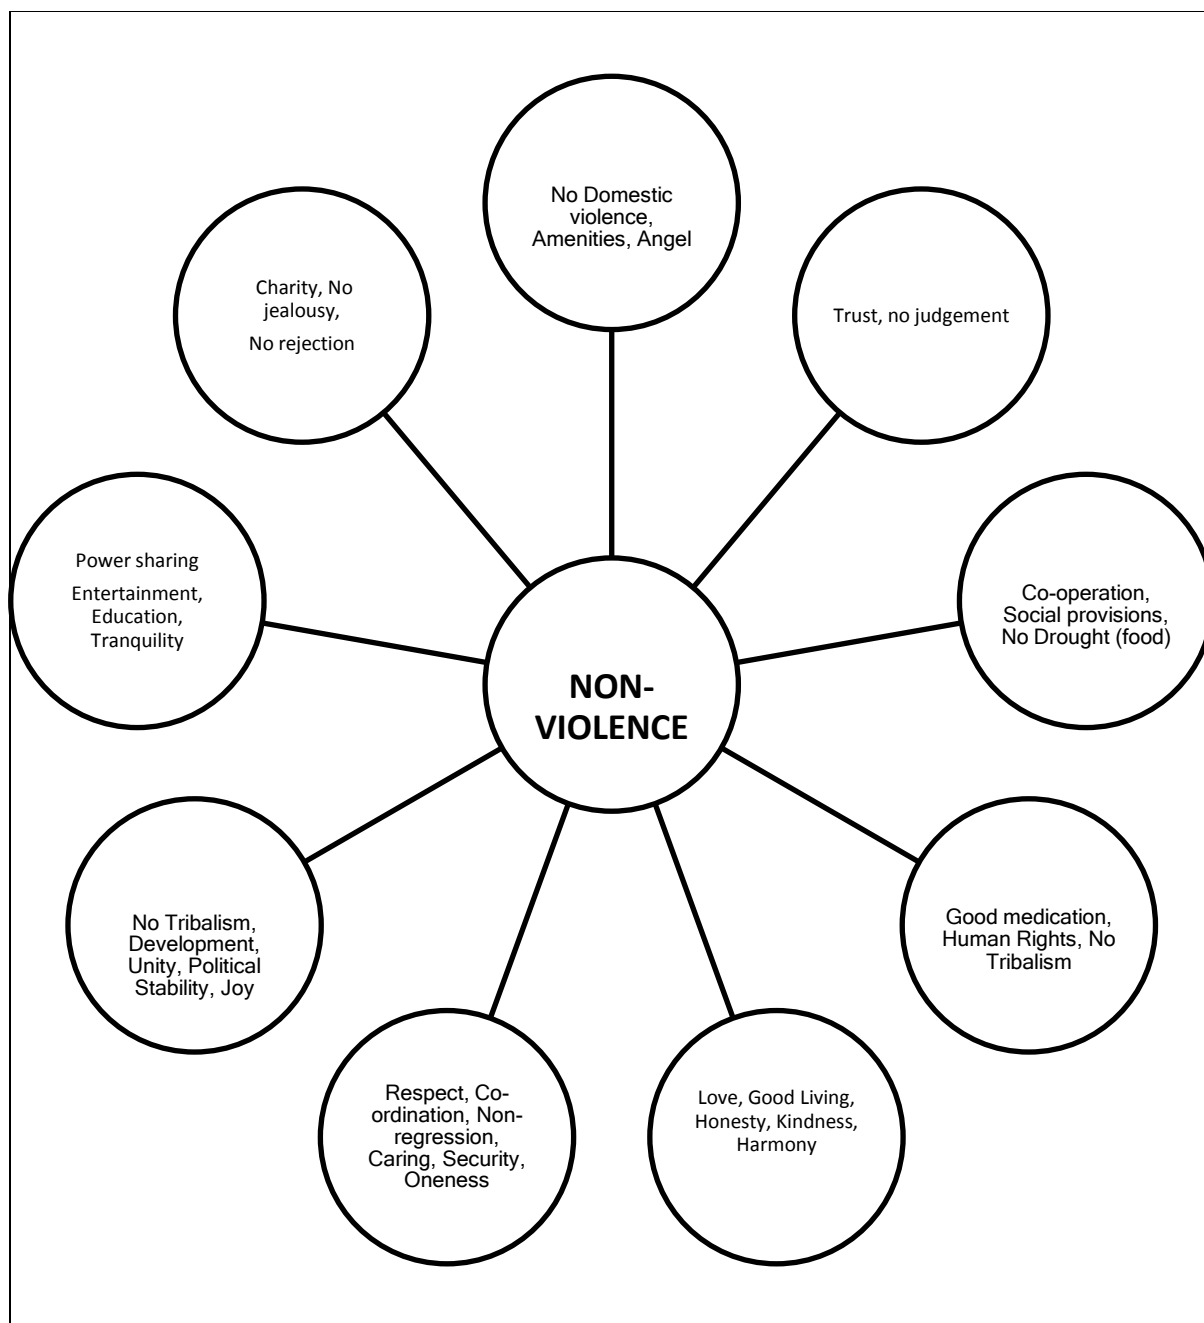 No Domestic
violence,
Amenities, Angel
Trust, no judgement
Co-operation,
Social provisions,
No Drought (food)
Good medication,
Human Rights, No
Tribalism
Love, Good Living,
Honesty, Kindness,
Harmony
Respect, Co-
ordination, Non-
regression,
Caring, Security,
Oneness
No Tribalism,
Development,
Unity, Political
Stability, Joy
Power sharing
Entertainment,
Education,
Tranquility
Charity, No
jealousy,
No rejection
NON-
VIOLENCE